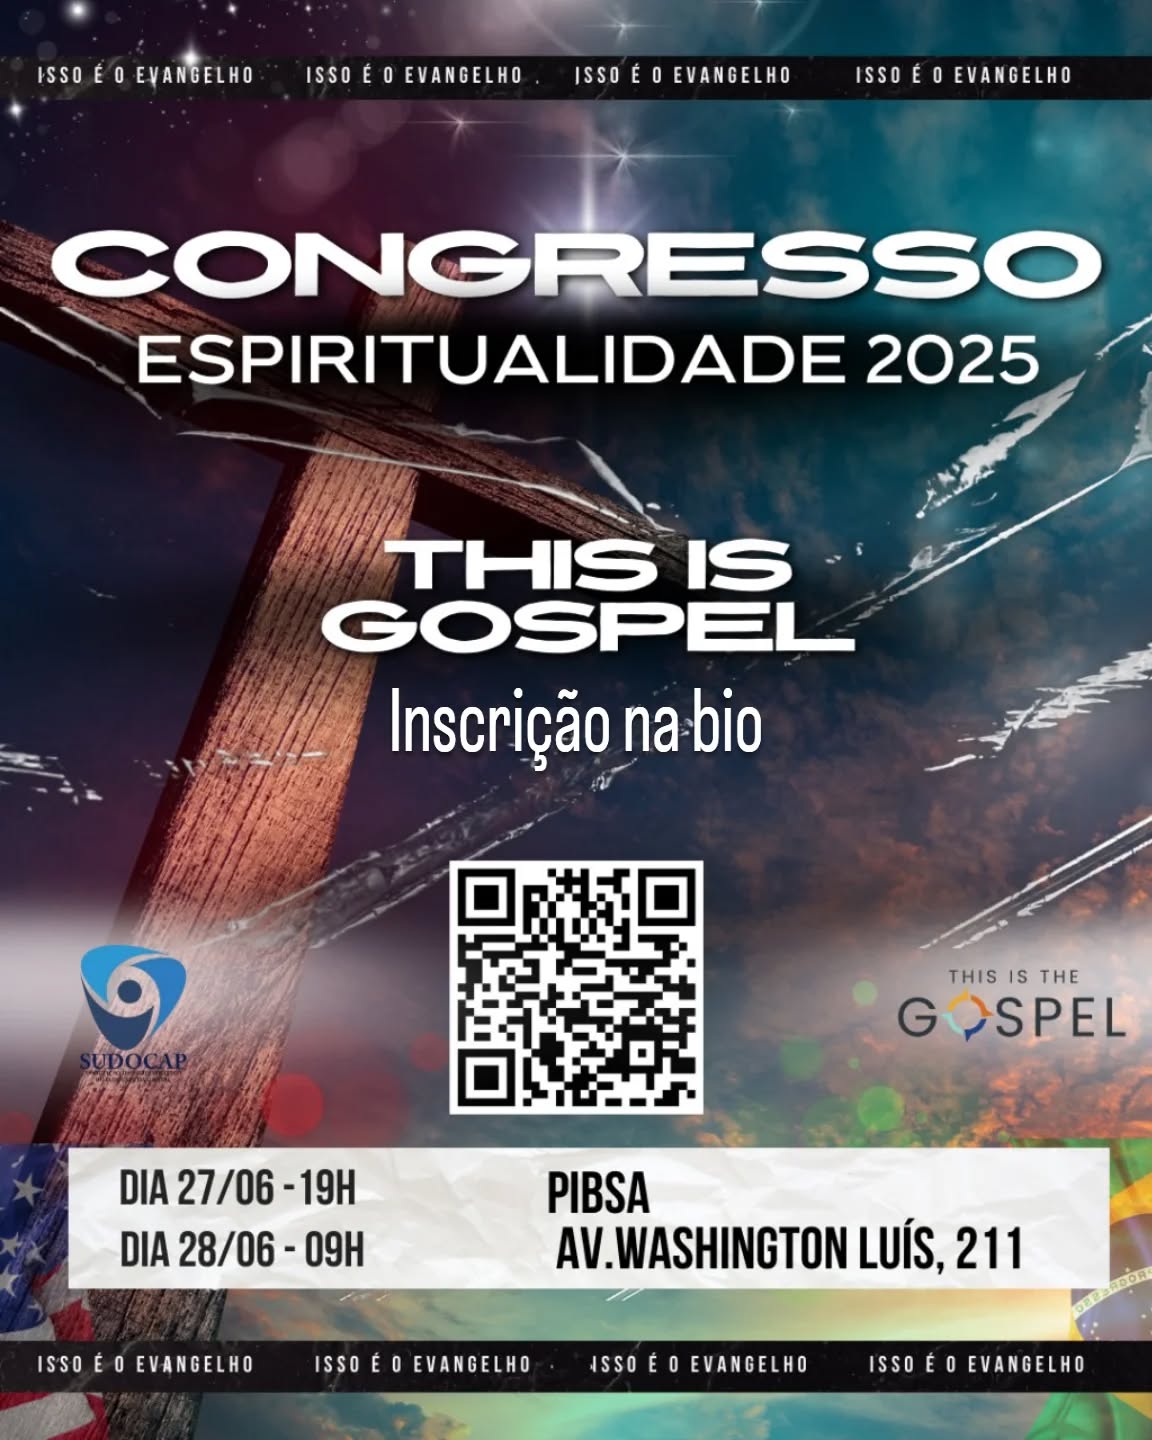 ISSO É O EVANGELHO ISSO É O EVANGELHO ISSO É O EVANGELHO ISSO É O EVANGELHO
CONGRESSO
ESPIRITUALIDADE 2025
THIS IS
GOSPEL
Inscrição na bio
SUDOCAP
THIS IS THE
GOSPEL
DIA 27/06 -19H
DIA 28/06 - 09H
PIBSA
AV.WASHINGTON LUÍS, 211
ISSO É O EVANGELHO ISSO É O EVANGELHO ISSO É O EVANGELHO ISSO É O EVANGELHO